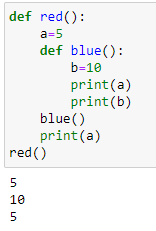 def red():
    a=5
    def blue():
        b=10
        print(a)
        print(b)
    blue()
    print(a)
red()
5
10
5